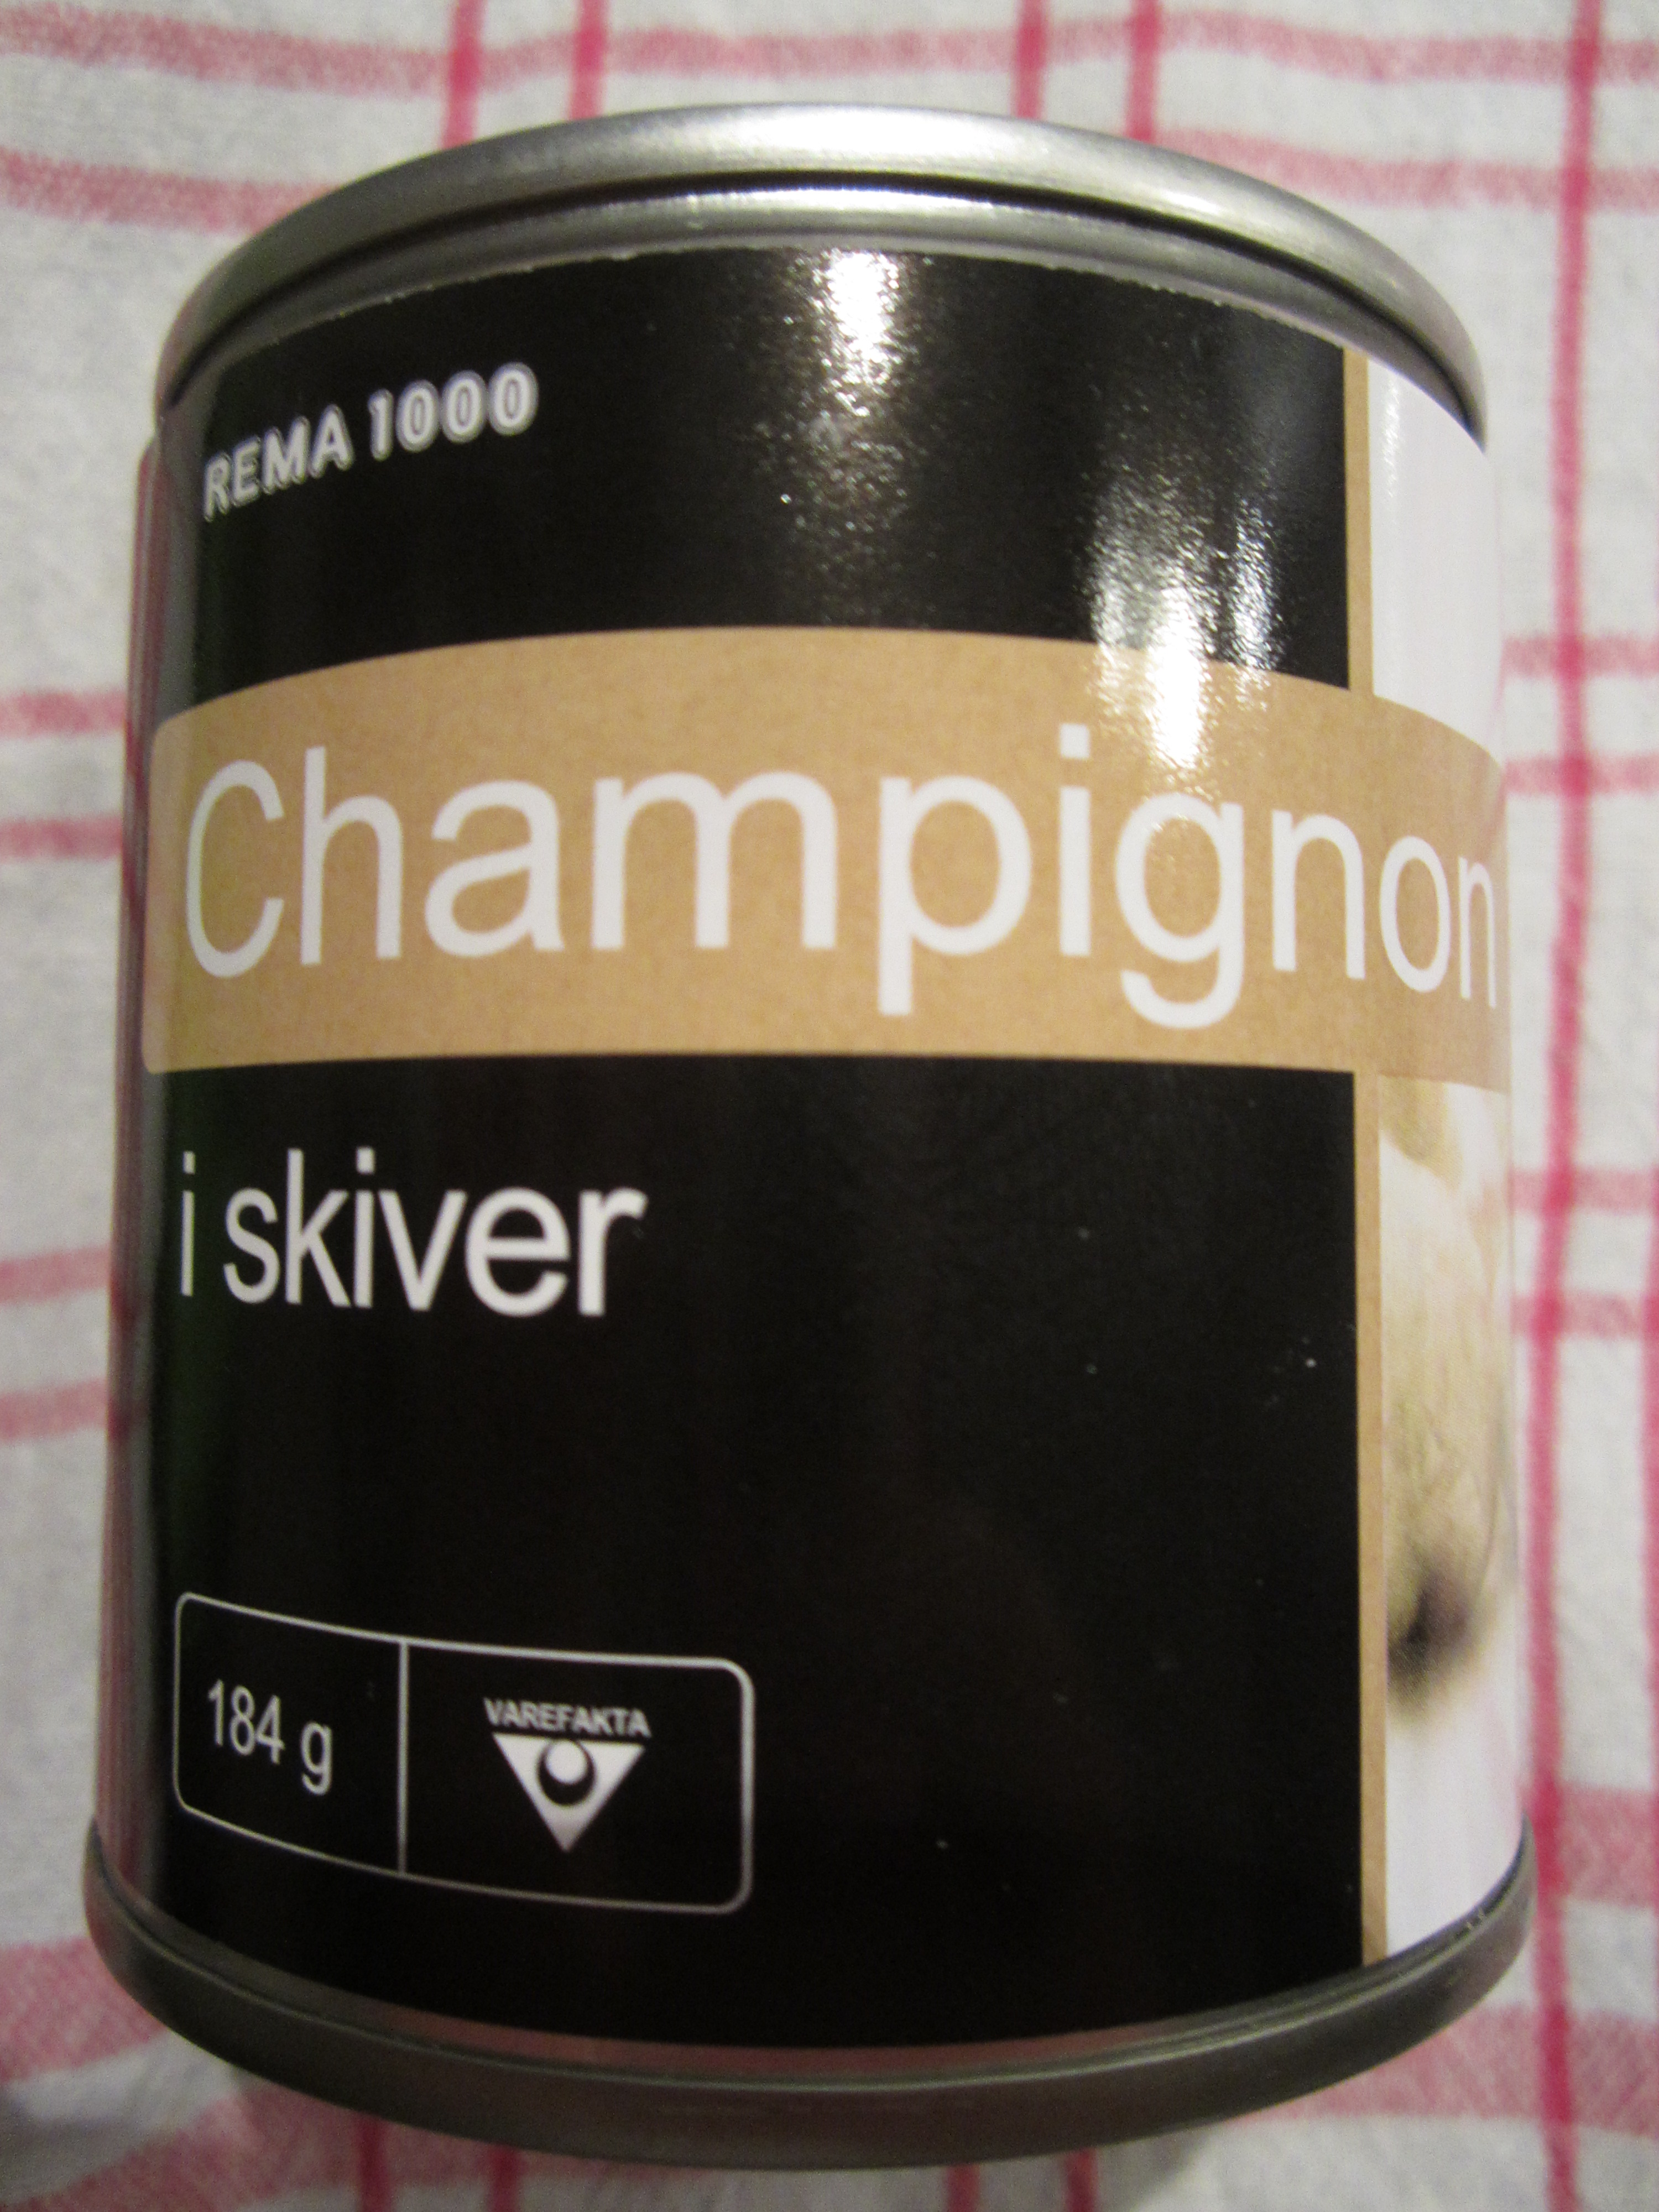 REMA 1000
Champignon
i skiver
184 g
VAREFAKTA